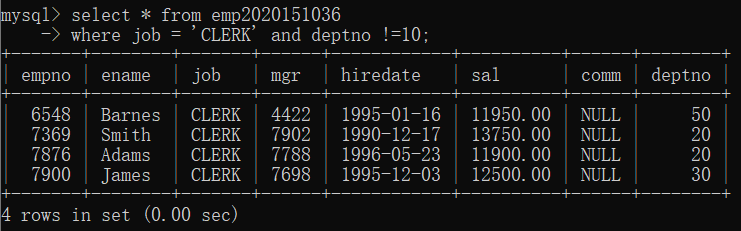 mysql> select * from emp2020151036
    -> where job = 'CLERK' and deptno !=10;
+-------+--------+-------+------+------------+----------+------+--------+
| empno | ename  | job   | mgr  | hiredate   | sal      | comm | deptno |
+-------+--------+-------+------+------------+----------+------+--------+
|  6548 | Barnes | CLERK | 4422 | 1995-01-16 | 11950.00 | NULL |     50 |
|  7369 | Smith  | CLERK | 7902 | 1990-12-17 | 13750.00 | NULL |     20 |
|  7876 | Adams  | CLERK | 7788 | 1996-05-23 | 11900.00 | NULL |     20 |
|  7900 | James  | CLERK | 7698 | 1995-12-03 | 12500.00 | NULL |     30 |
+-------+--------+-------+------+------------+----------+------+--------+
4 rows in set (0.00 sec)